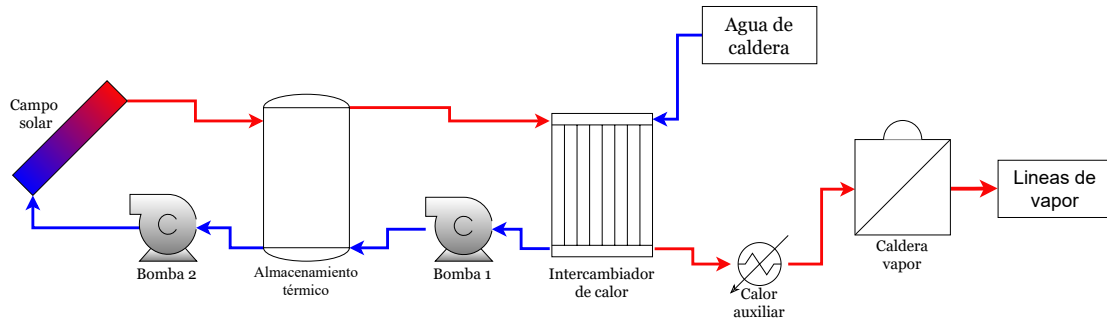 Agua de
caldera
Campo
solar
C
Bomba 2
Almacenamiento
térmico
C
Bomba 1
Intercambiador
de calor
Calor
auxiliar
Caldera
vapor
Lineas de
vapor